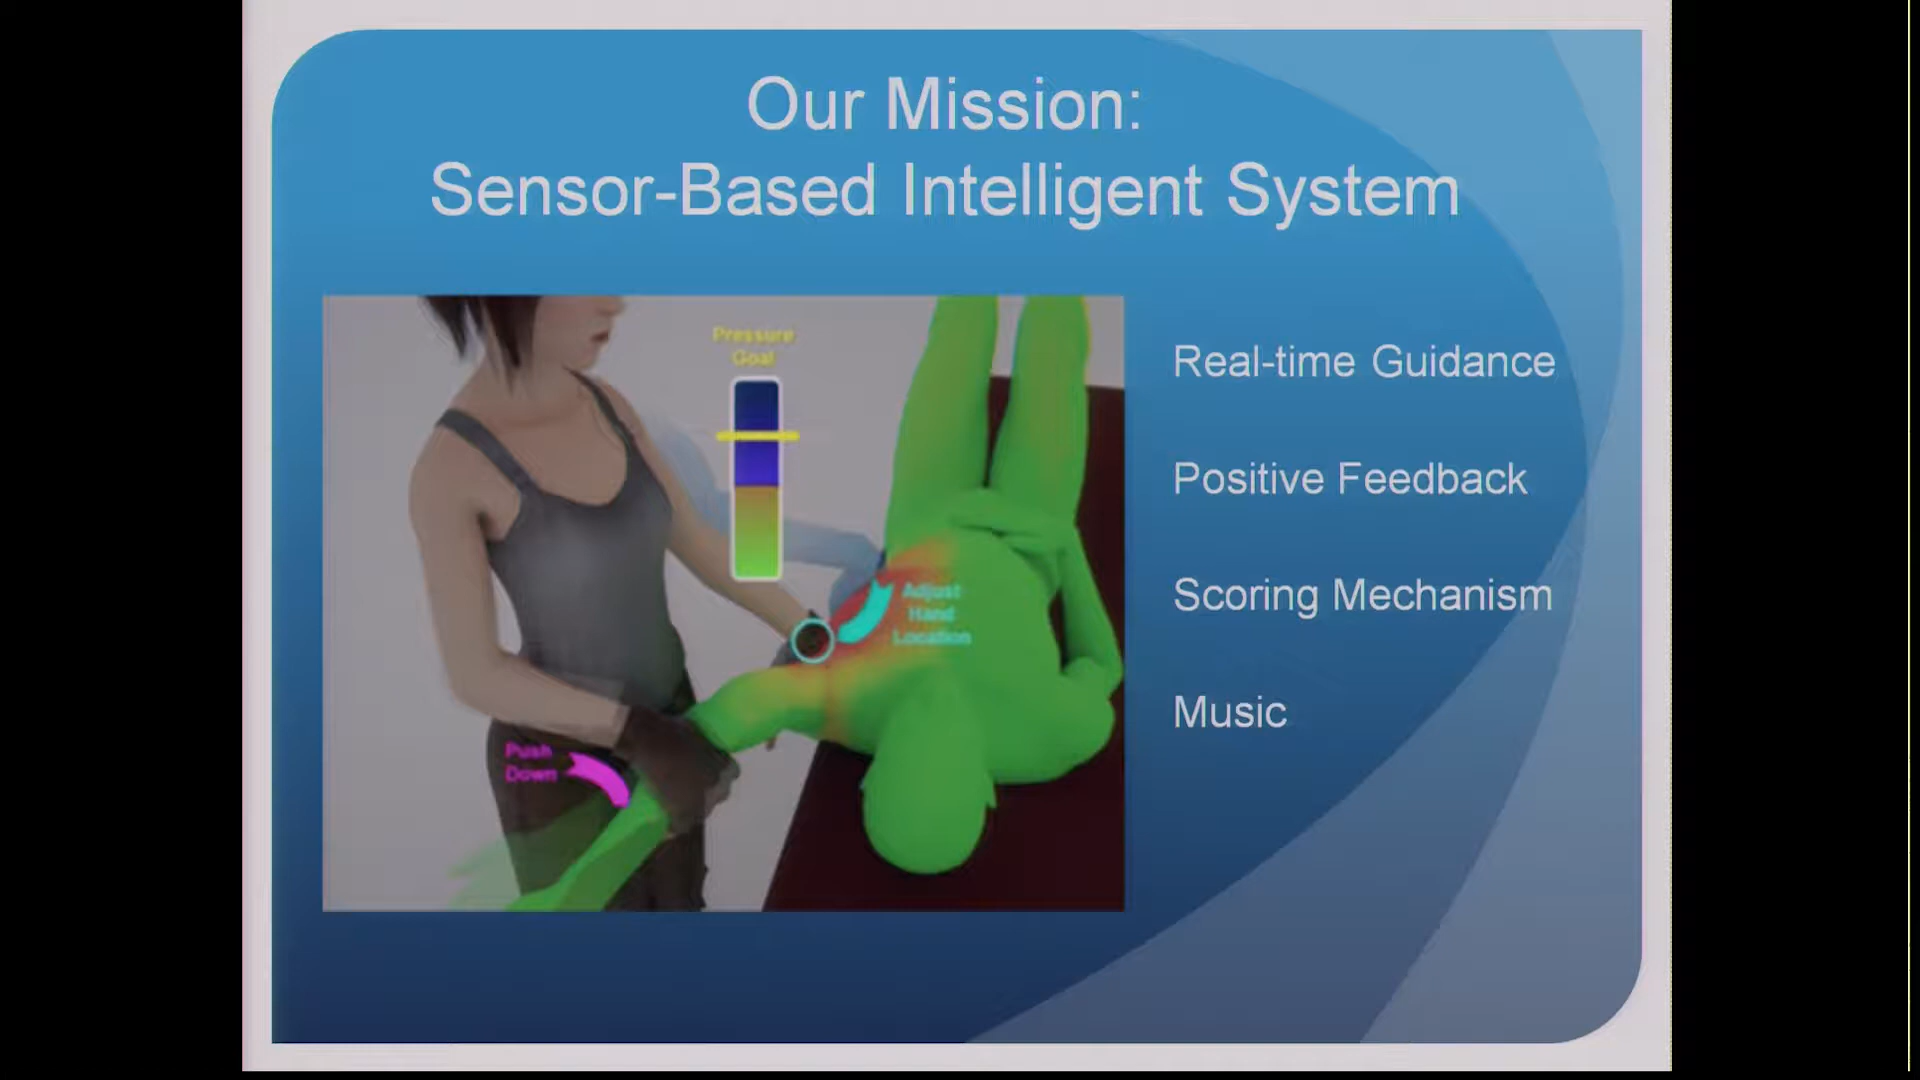 Our Mission:
Sensor-Based Intelligent System
Pressure
Goal
Adjust
Hand
Location
Push
Down
Real-time Guidance
Positive Feedback
Scoring Mechanism
Music